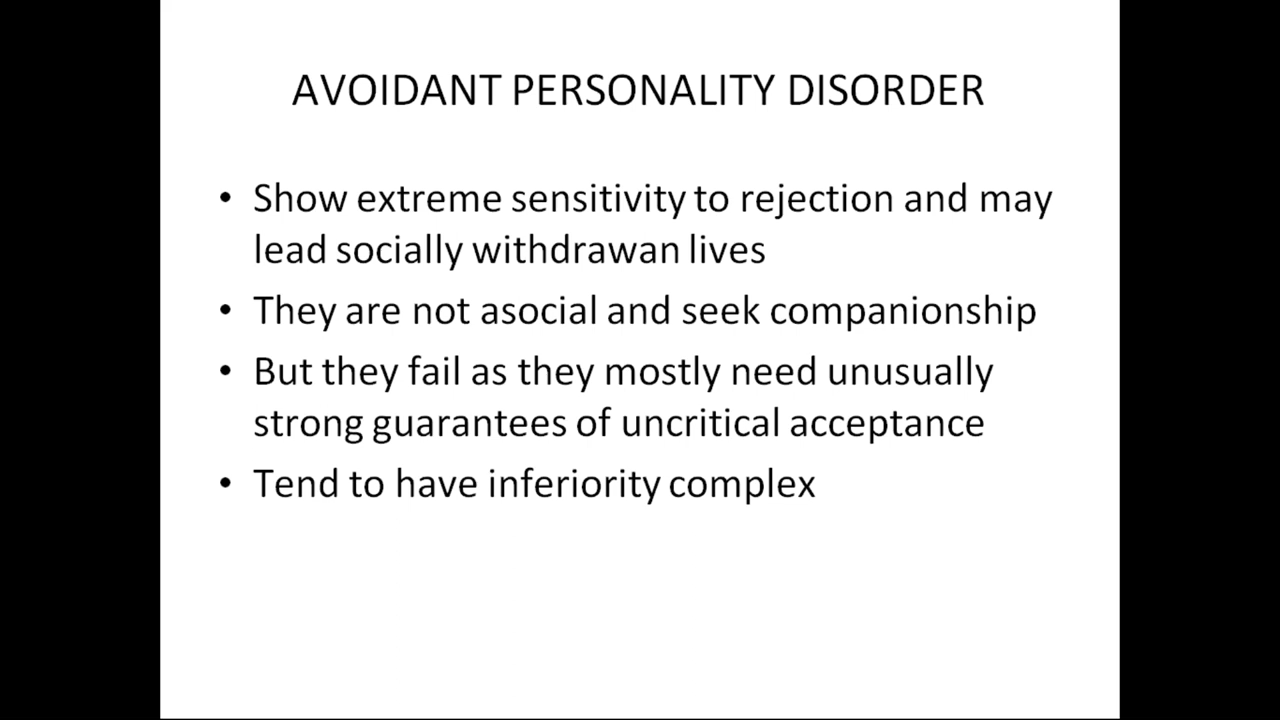 AVOIDANT PERSONALITY DISORDER
• Show extreme sensitivity to rejection and may
lead socially withdrawan lives
• They are not asocial and seek companionship
• But they fail as they mostly need unusually
strong guarantees of uncritical acceptance
• Tend to have inferiority complex